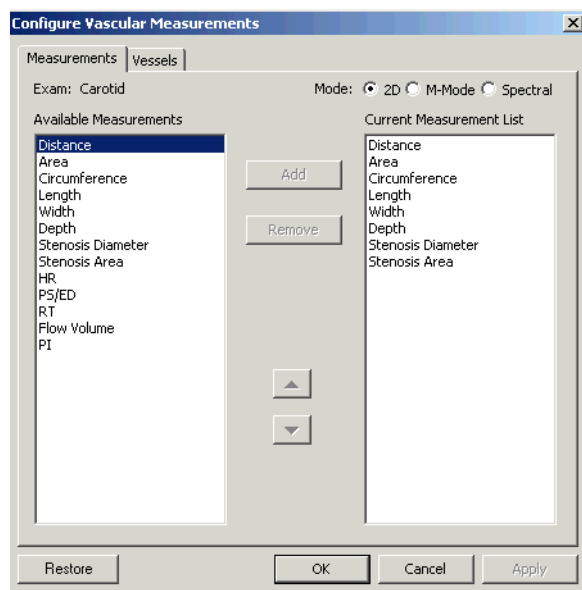 Configure Vascular Measurements
Measurements Vessels
Exam: Carotid Mode: 2D M-Mode Spectral
Available Measurements
Distance
Area
Circumference
Length
Width
Depth
Stenosis Diameter
Stenosis Area
HR
PS/ED
RT
Flow Volume
PI
Add
Remove
Current Measurement List
Distance
Area
Circumference
Length
Width
Depth
Stenosis Diameter
Stenosis Area
Restore OK Cancel Apply